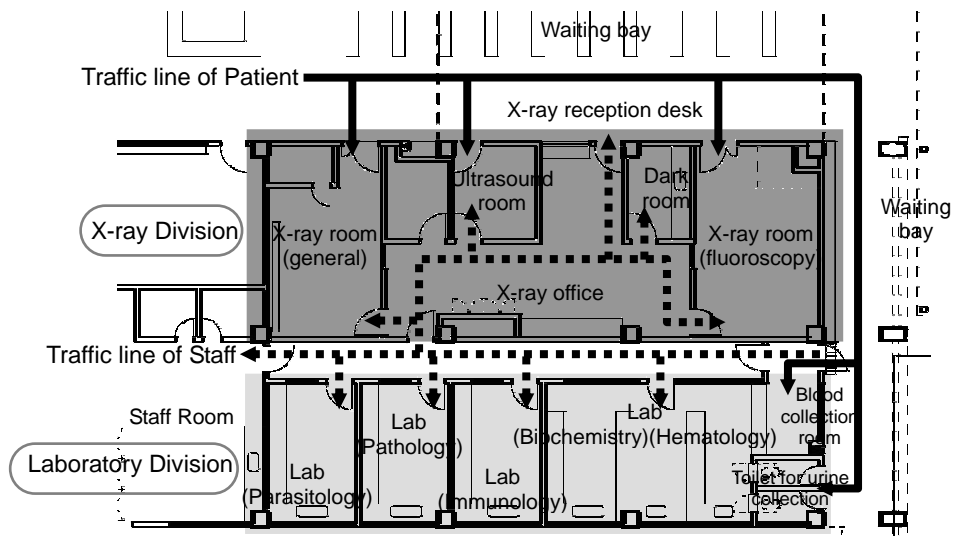 Waiting bay
Traffic line of Patient
X-ray reception desk
Ultrasound
room
Dark
room
Waiting
bay
X-ray Division
X-ray room
(general)
X-ray room
(fluoroscopy)
X-ray office
Traffic line of Staff
Staff Room
Blood
collection
room
Lab
(Pathology)
Lab
(Biochemistry)(Hematology)
Laboratory Division
Lab
(Parasitology)
Lab
(Immunology)
Toilet for urine
collection